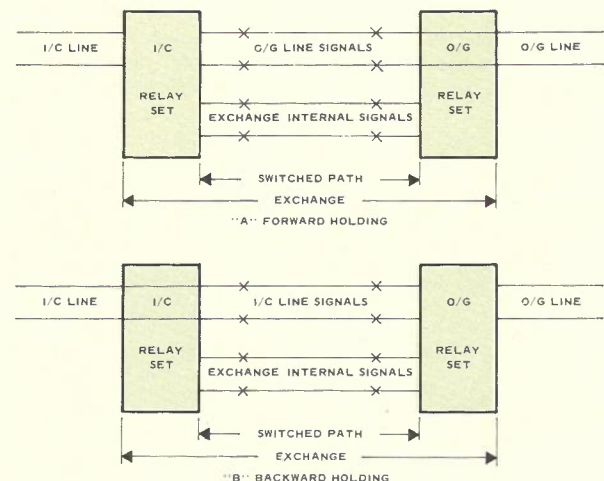 I/C LINE I/C O/G LINE SIGNALS O/G O/G LINE
RELAY SET EXCHANGE INTERNAL SIGNALS RELAY SET
SWITCHED PATH
EXCHANGE
"A" FORWARD HOLDING
I/C LINE I/C I/C LINE SIGNALS O/G O/G LINE
RELAY SET EXCHANGE INTERNAL SIGNALS RELAY SET
SWITCHED PATH
EXCHANGE
"B" BACKWARD HOLDING